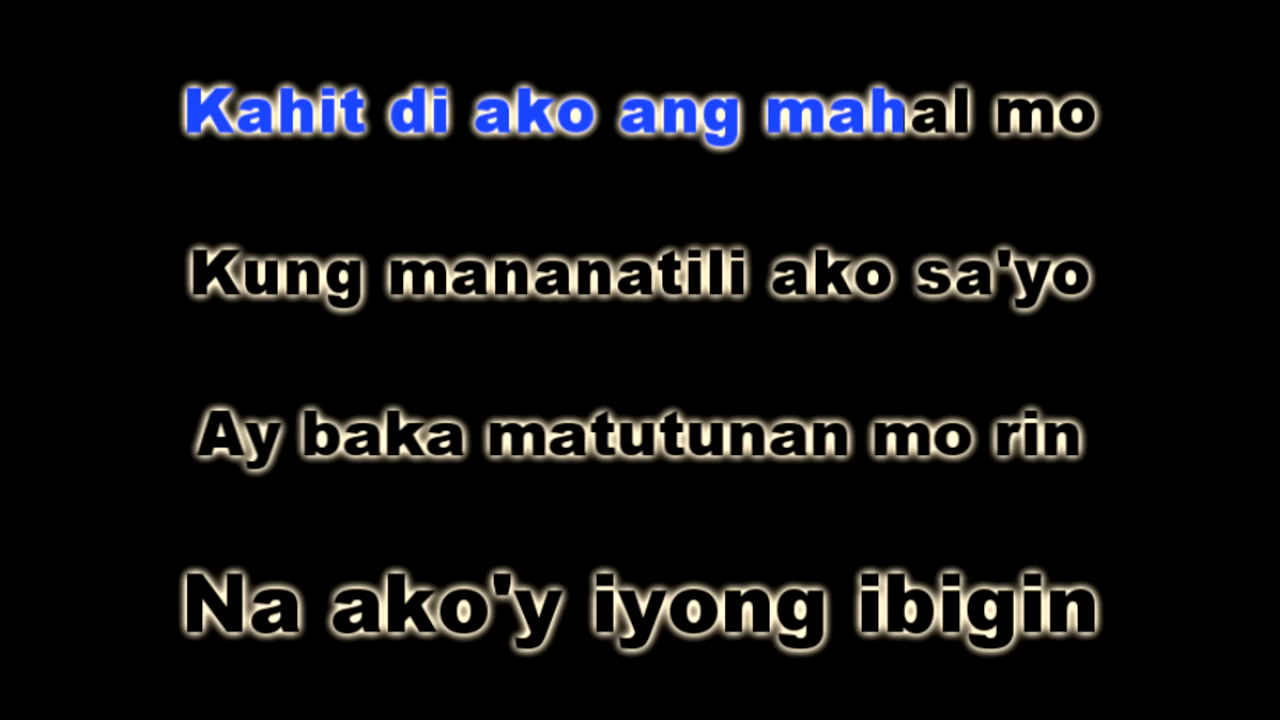 Kahit di ako ang mahal mo
Kung mananatili ako sa'yo
Ay baka matutunan mo rin
Na ako'y iyong ibigin